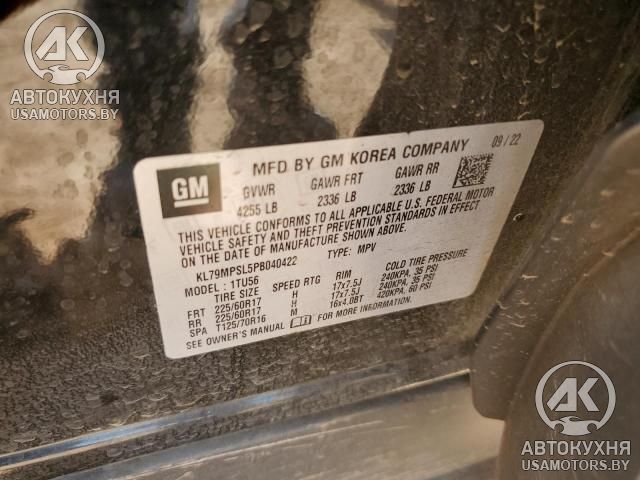 AK
АВТОКУХНЯ
USAMOTORS.BY
GM
MFD BY GM KOREA COMPANY
09/22
GVWR GAWR FRT GAWR RR
4255 LB 2336 LB 2336 LB
THIS VEHICLE CONFORMS TO ALL APPLICABLE U.S. FEDERAL MOTOR
VEHICLE SAFETY AND THEFT PREVENTION STANDARDS IN EFFECT
ON THE DATE OF MANUFACTURE SHOWN ABOVE.
KL79MPSL5PB040422 TYPE: MPV
MODEL: 1TU56
TIRE SIZE SPEED RTG RIM COLD TIRE PRESSURE
FRT 225/60R17 H 17x7.5J 240KPA, 35 PSI
RR 225/60R17 H 17x7.5J 240KPA, 35 PSI
SPA T125/70R16 M 16x4.0BT 420KPA, 60 PSI
SEE OWNER'S MANUAL FOR MORE INFORMATION.
AK
АВТОКУХНЯ
USAMOTORS.BY